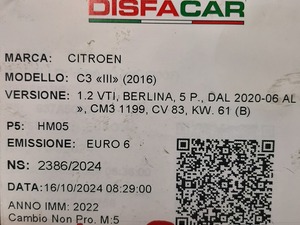 DISFACAR
MARCA: CITROEN
MODELLO: C3 «III» (2016)
VERSIONE: 1.2 VTi, BERLINA, 5 P., DAL 2020-06 AL
», CM3 1199, CV 83, KW. 61 (B)
P5: HM05
EMISSIONE: EURO 6
NS: 2386/2024
DATA:16/10/2024 08:29:00
ANNO IMM: 2022
Cambio Non Pro. M:5